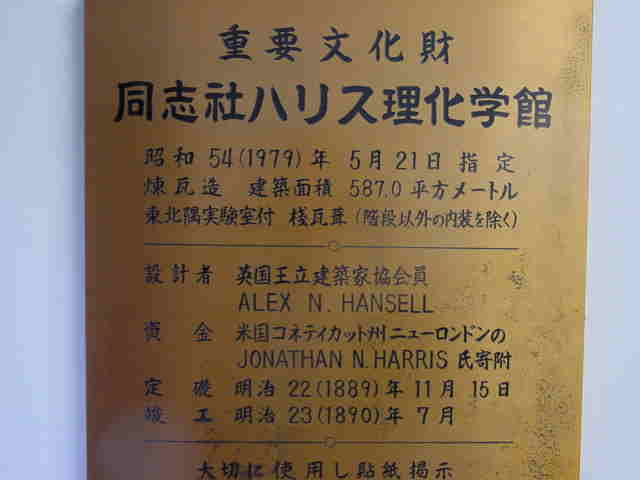 重要文化財
同志社ハリス理化学館
昭和 54(1979)年 5月21日 指定
煉瓦造 建築面積 587.0 平方メートル
東北隅実験室付 棧瓦葺 (階段以外の内装を除く)
設計者 英国王立建築家協会員
ALEX N. HANSELL
資金 米国コネティカット州ニューロンドンの
JONATHAN N. HARRIS 氏寄附
定礎 明治 22(1889)年 11月 15日
竣工 明治 23(1890)年 7月
大切に使用し貼紙掲示